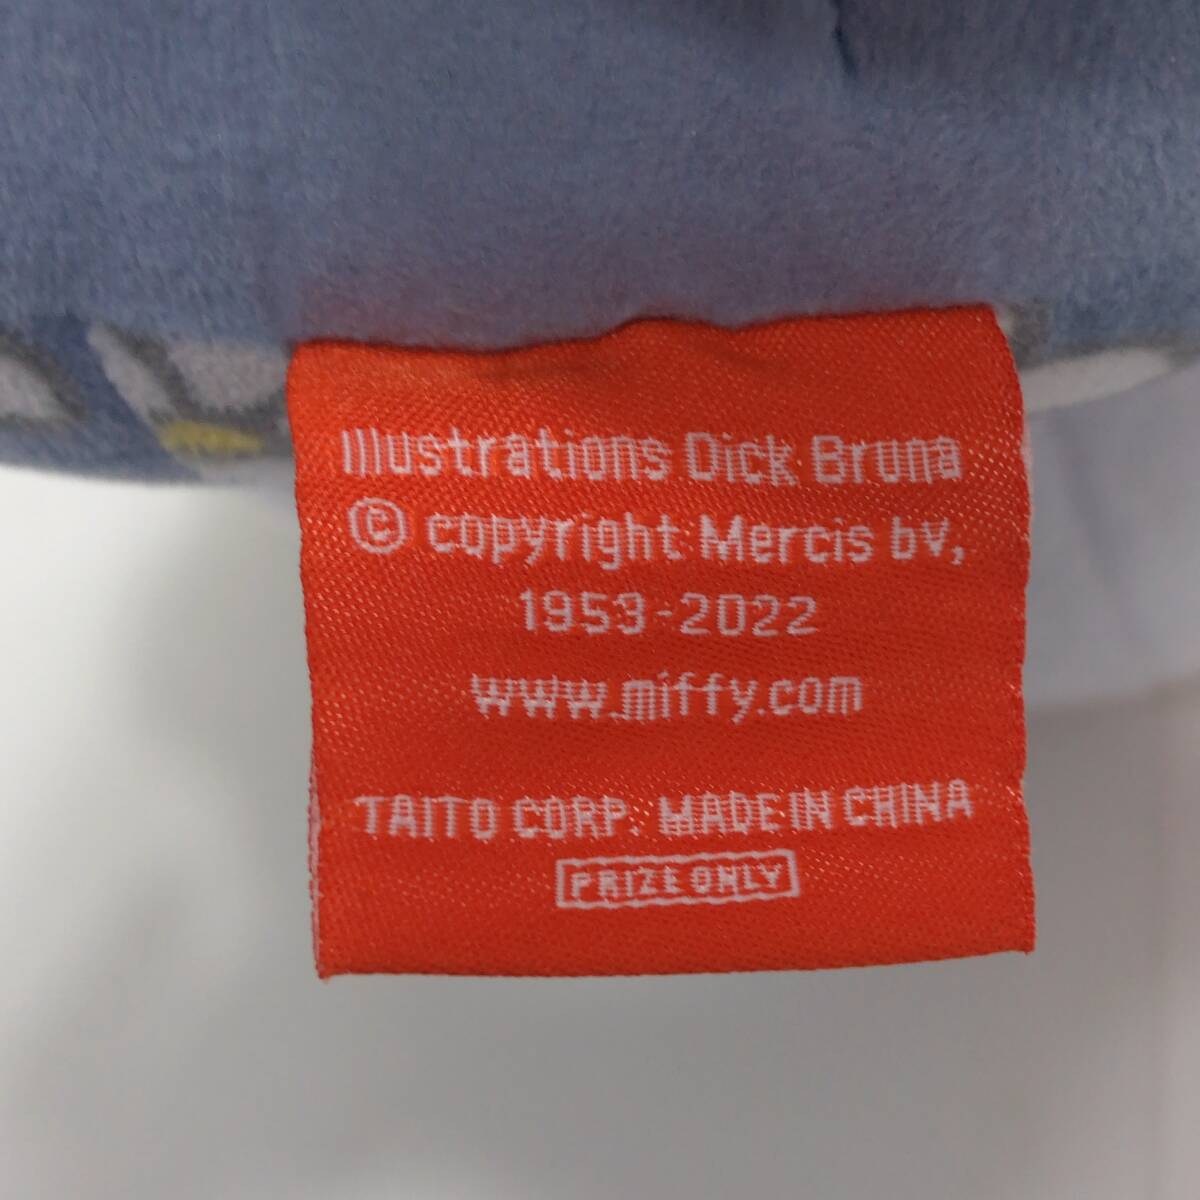 Illustrations Dick Bruna
© copyright Mercis bv,
1953-2022
www.miffy.com
TAITO CORP. MADE IN CHINA
PRIZE ONLY